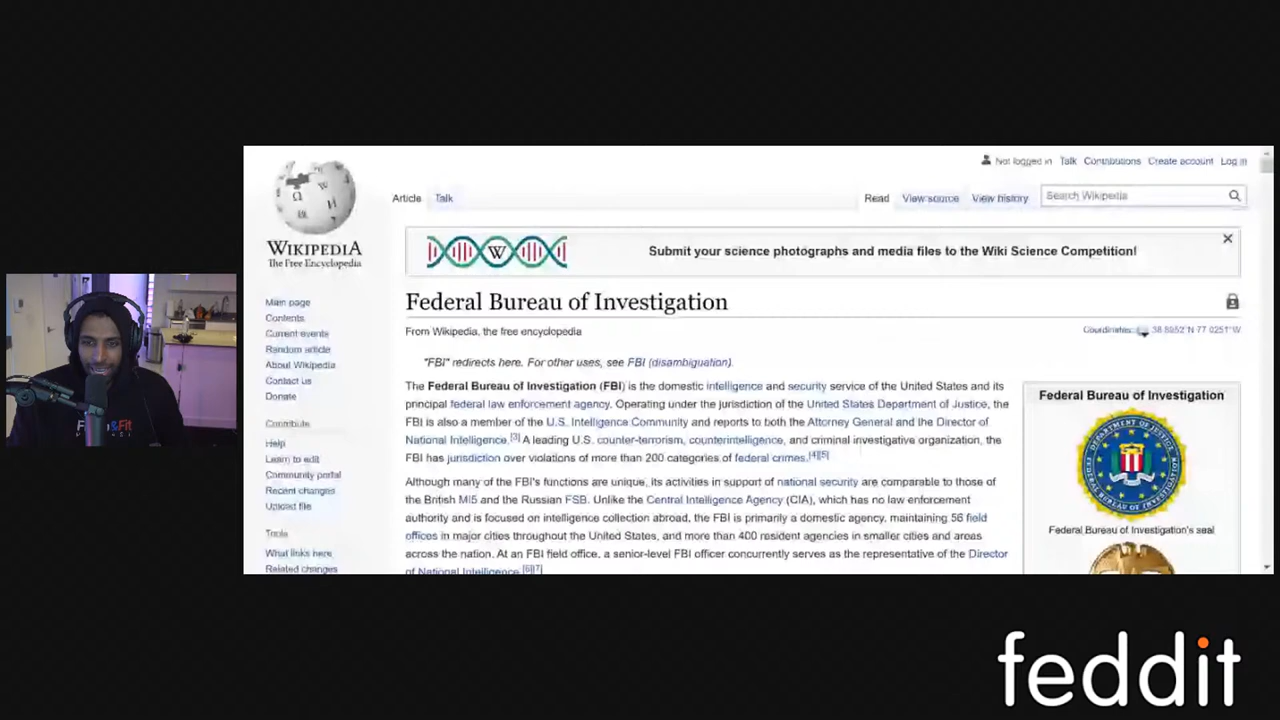 Not logged in Talk Contributions Create account Log in
Article Talk Read View source View history Search Wikipedia
WIKIPEDIA
The Free Encyclopedia
Submit your science photographs and media files to the Wiki Science Competition!
Main page
Contents
Current events
Random article
About Wikipedia
Contact us
Donate
Contribute
Help
Learn to edit
Community portal
Recent changes
Upload file
Tools
What links here
Related changes
Federal Bureau of Investigation
From Wikipedia, the free encyclopedia
Coordinates: 38.8952°N 77.0251°W
"FBI" redirects here. For other uses, see FBI (disambiguation).
The Federal Bureau of Investigation (FBI) is the domestic intelligence and security service of the United States and its
principal federal law enforcement agency. Operating under the jurisdiction of the United States Department of Justice, the
FBI is also a member of the U.S. Intelligence Community and reports to both the Attorney General and the Director of
National Intelligence.[3] A leading U.S. counter-terrorism, counterintelligence, and criminal investigative organization, the
FBI has jurisdiction over violations of more than 200 categories of federal crimes.[4][5]
Although many of the FBI's functions are unique, its activities in support of national security are comparable to those of
the British MI5 and the Russian FSB. Unlike the Central Intelligence Agency (CIA), which has no law enforcement
authority and is focused on intelligence collection abroad, the FBI is primarily a domestic agency, maintaining 56 field
offices in major cities throughout the United States, and more than 400 resident agencies in smaller cities and areas
across the nation. At an FBI field office, a senior-level FBI officer concurrently serves as the representative of the Director
of National Intelligence.[6][7]
Federal Bureau of Investigation
DEPARTMENT OF JUSTICE
FEDERAL BUREAU OF INVESTIGATION
Federal Bureau of Investigation's seal
feddit